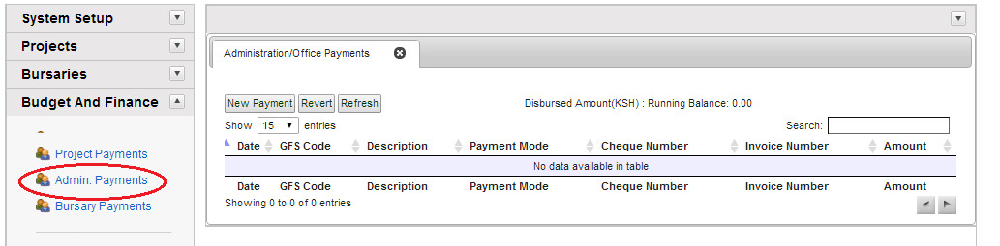 System Setup
Projects
Bursaries
Budget And Finance
Project Payments
Admin. Payments
Bursary Payments
Administration/Office Payments
New Payment Revert Refresh Disbursed Amount(KSH) : Running Balance: 0.00
Show 15 entries Search:
Date GFS Code Description Payment Mode Cheque Number Invoice Number Amount
No data available in table
Date GFS Code Description Payment Mode Cheque Number Invoice Number Amount
Showing 0 to 0 of 0 entries